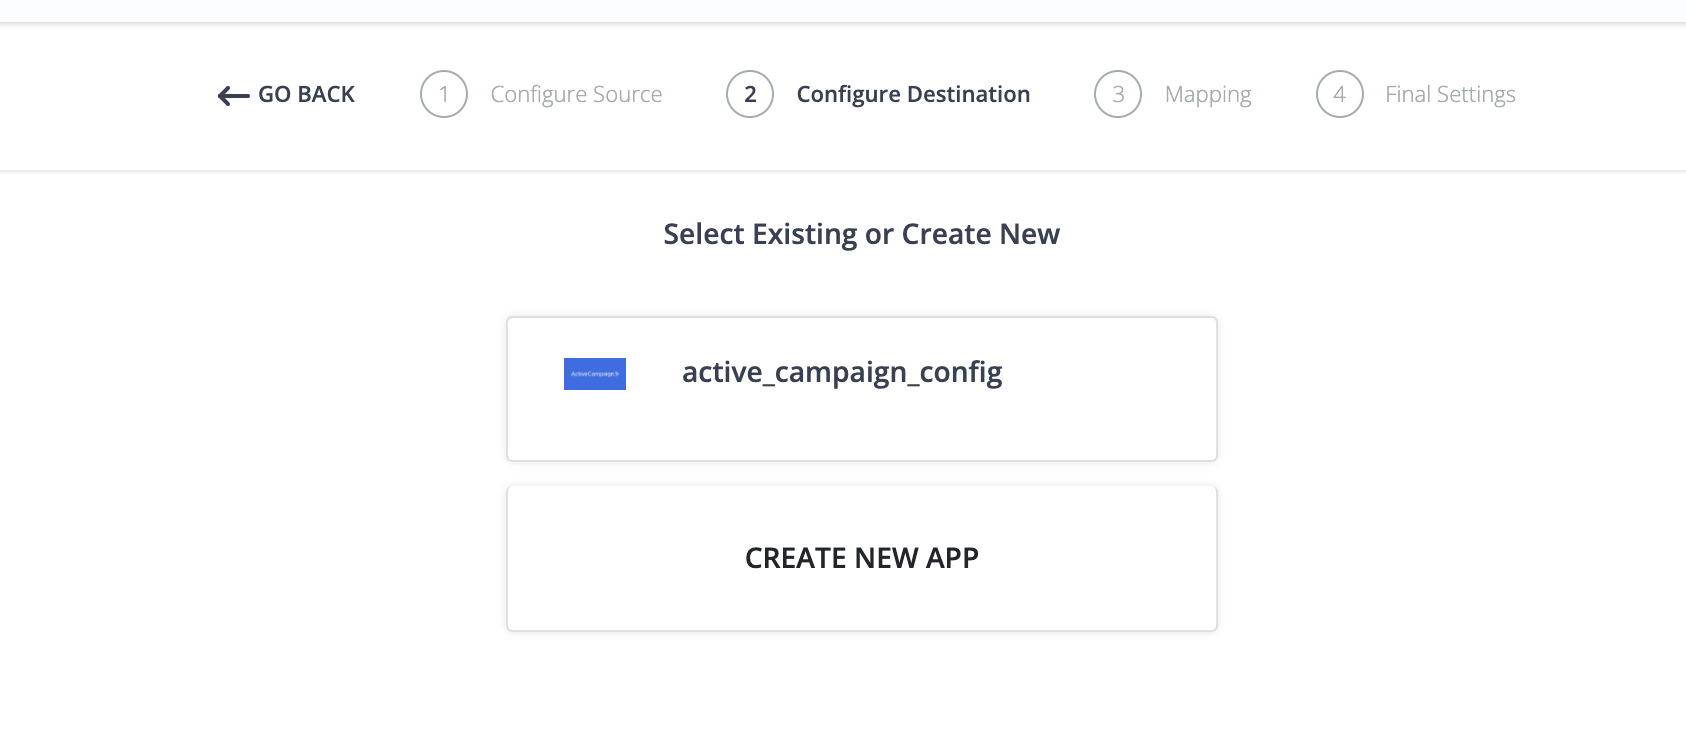 GO BACK
1 Configure Source
2 Configure Destination
3 Mapping
4 Final Settings
Select Existing or Create New
ActiveCampaign
active_campaign_config
CREATE NEW APP